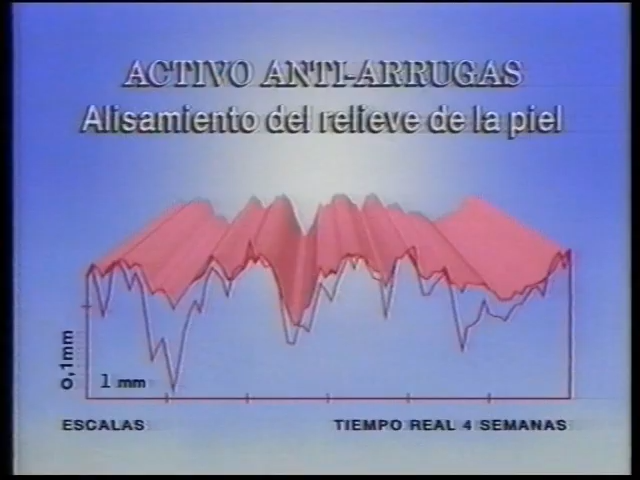 ACTIVO ANTI-ARRUGAS
Alisamiento del relieve de la piel
0,1mm
1 mm
ESCALAS
TIEMPO REAL 4 SEMANAS